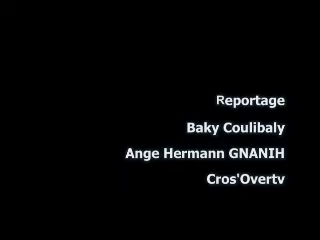 Reportage
Baky Coulibaly
Ange Hermann GNANIH
Cros'Overtv